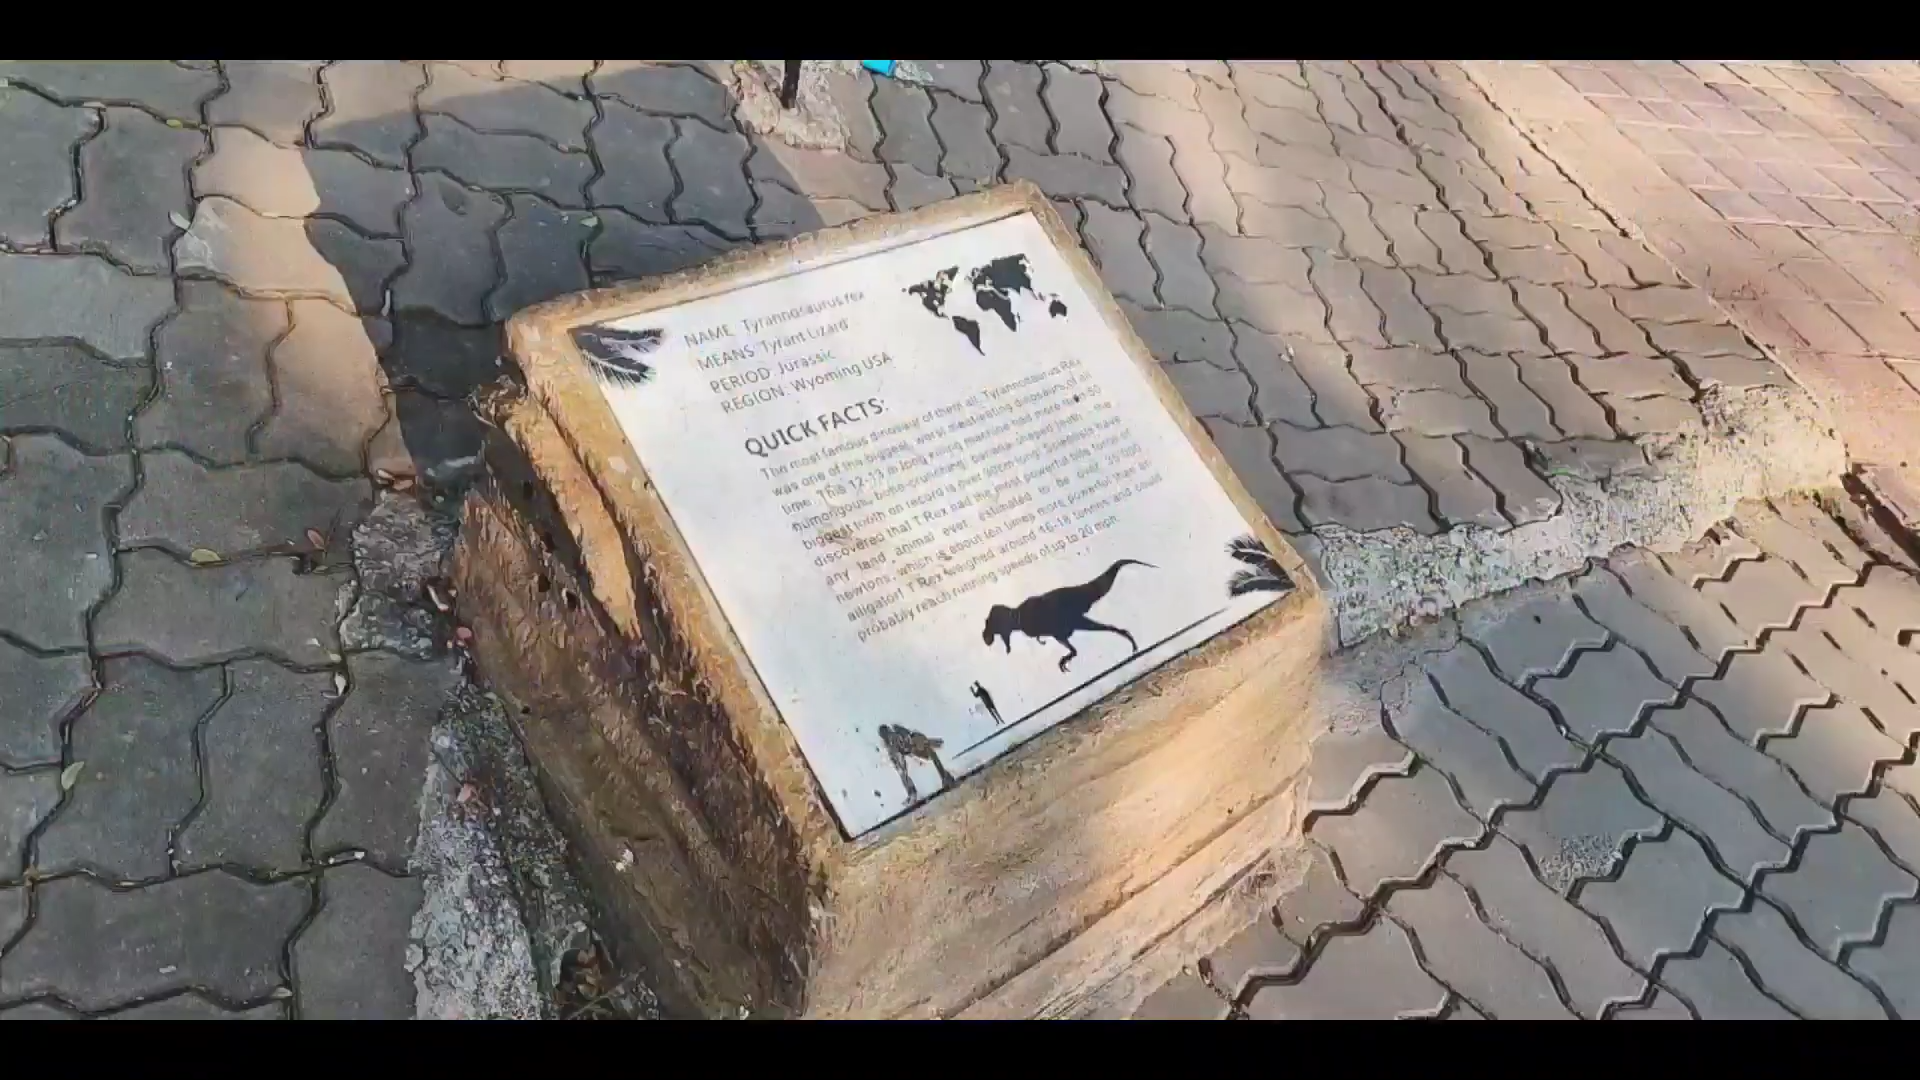 NAME: Tyrannosaurus rex
MEANS 'Tyrant Lizard'
PERIOD: Jurassic
REGION: Wyoming USA
QUICK FACTS:
The most famous dinosaur of them all, Tyrannosaurus Rex
was one of the biggest, worst meat-eating dinosaurs of all
time. This 12-13 m long killing machine had more than 50
humongous, bone-crunching, banana-shaped teeth - the
biggest tooth on record is over 30cm long! Scientists have
discovered that T.Rex had the most powerful bite force of
any land animal ever, estimated to be over 35 000
newtons, which is about ten times more powerful than an
alligator! T Rex weighed around 16-18 tonnes and could
probably reach running speeds of up to 20 mph.